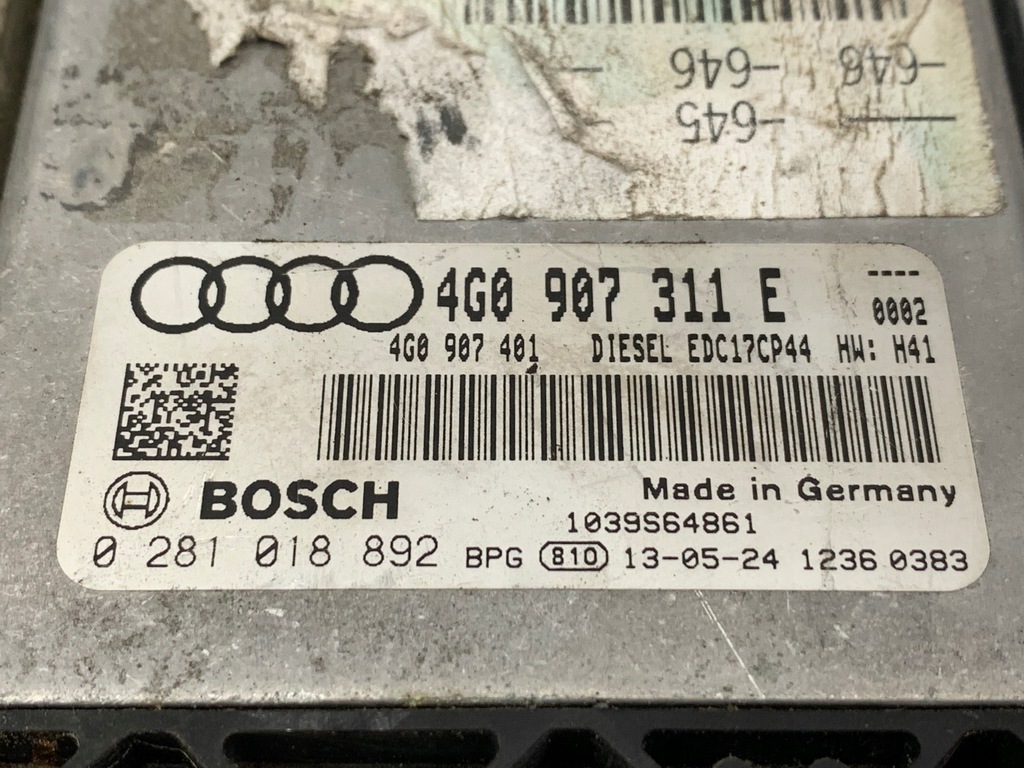 -646 -646
-645
4G0 907 311 E ----
0002
4G0 907 401 DIESEL EDC17CP44 HW: H41
BOSCH
Made in Germany
1039S64861
0 281 018 892 BPG 810 13-05-24 1236 0383